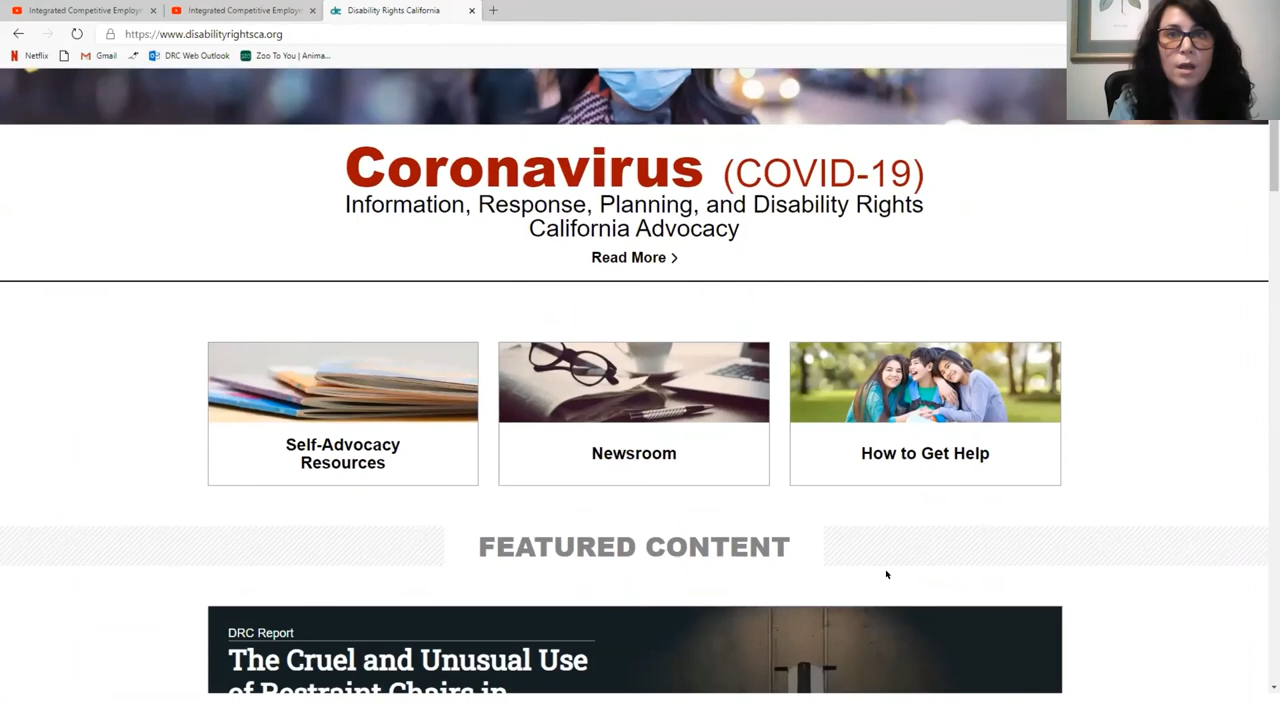 Integrated Competitive Employ
Integrated Competitive Employ
Disability Rights California
https://www.disabilityrightsca.org
Netflix
Gmail
DRC Web Outlook
Zoo To You | Anima...
Coronavirus (COVID-19)
Information, Response, Planning, and Disability Rights
California Advocacy
Read More >
Self-Advocacy
Resources
Newsroom
How to Get Help
FEATURED CONTENT
DRC Report
The Cruel and Unusual Use
of Restraint Chairs in